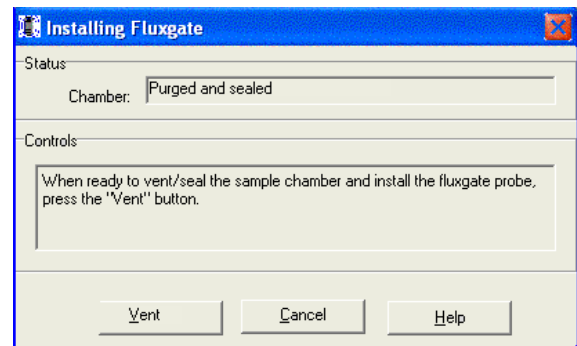 Installing Fluxgate
Status
Chamber: Purged and sealed
Controls
When ready to vent/seal the sample chamber and install the fluxgate probe,
press the "Vent" button.
Vent Cancel Help